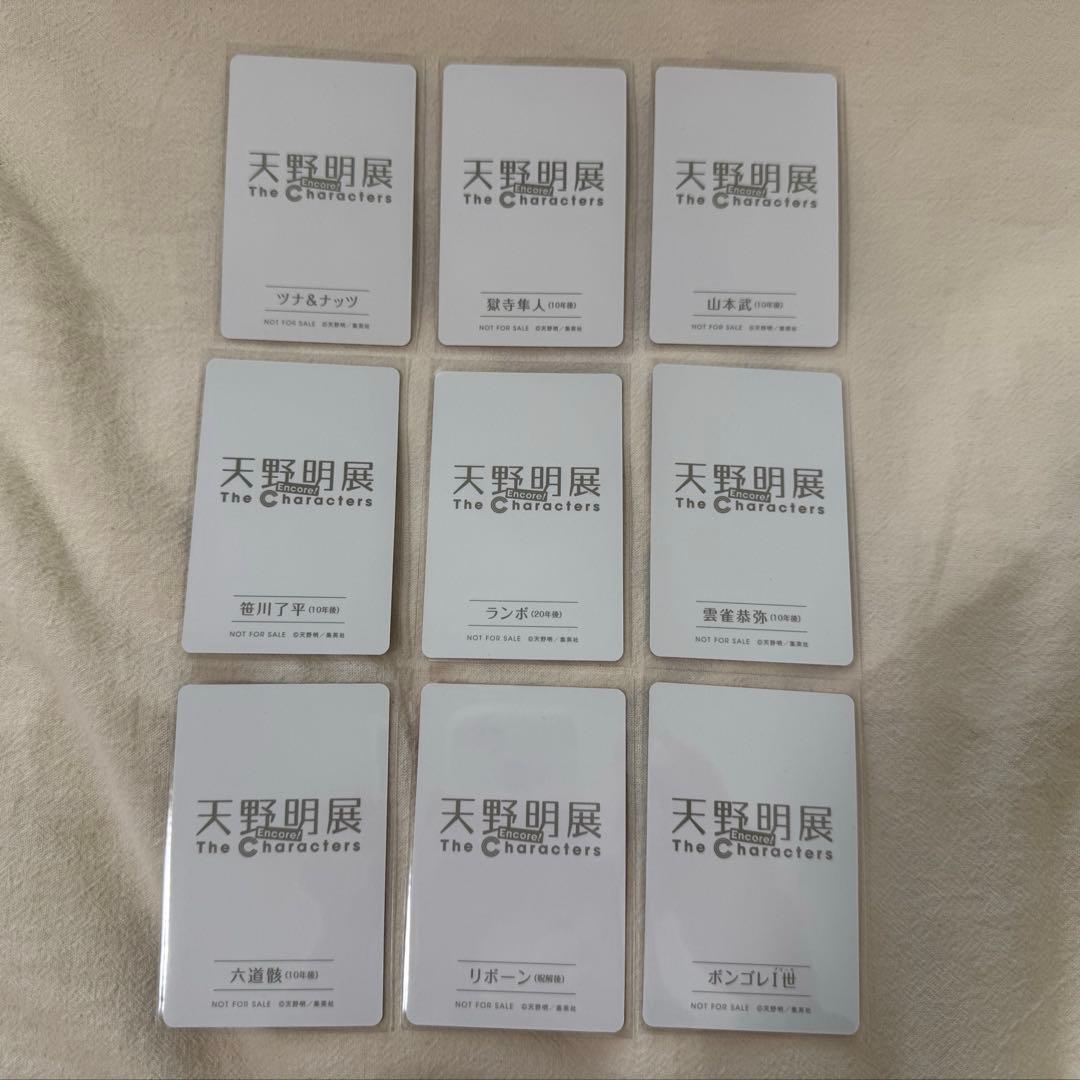 天野明展
Encore!
The Characters
ツナ&ナッツ
NOT FOR SALE ©天野明/集英社
天野明展
Encore!
The Characters
獄寺隼人(10年後)
NOT FOR SALE ©天野明/集英社
天野明展
Encore!
The Characters
山本武(10年後)
NOT FOR SALE ©天野明/集英社
天野明展
Encore!
The Characters
笹川了平(10年後)
NOT FOR SALE ©天野明/集英社
天野明展
Encore!
The Characters
ランボ(20年後)
NOT FOR SALE ©天野明/集英社
天野明展
Encore!
The Characters
雲雀恭弥(10年後)
NOT FOR SALE ©天野明/集英社
天野明展
Encore!
The Characters
六道骸(10年後)
NOT FOR SALE ©天野明/集英社
天野明展
Encore!
The Characters
リボーン(呪解後)
NOT FOR SALE ©天野明/集英社
天野明展
Encore!
The Characters
ボンゴレI世
NOT FOR SALE ©天野明/集英社